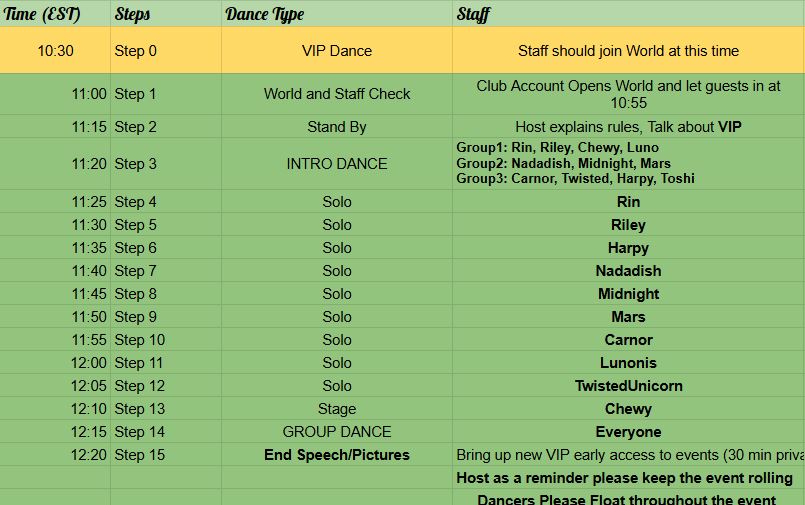 Time (EST) Steps Dance Type Staff
10:30 Step 0 VIP Dance Staff should join World at this time
11:00 Step 1 World and Staff Check Club Account Opens World and let guests in at
10:55
11:15 Step 2 Stand By Host explains rules, Talk about VIP
11:20 Step 3 INTRO DANCE Group1: Rin, Riley, Chewy, Luno
Group2: Nadadish, Midnight, Mars
Group3: Carnor, Twisted, Harpy, Toshi
11:25 Step 4 Solo Rin
11:30 Step 5 Solo Riley
11:35 Step 6 Solo Harpy
11:40 Step 7 Solo Nadadish
11:45 Step 8 Solo Midnight
11:50 Step 9 Solo Mars
11:55 Step 10 Solo Carnor
12:00 Step 11 Solo Lunonis
12:05 Step 12 Solo TwistedUnicorn
12:10 Step 13 Stage Chewy
12:15 Step 14 GROUP DANCE Everyone
12:20 Step 15 End Speech/Pictures Bring up new VIP early access to events (30 min priva
Host as a reminder please keep the event rolling
Dancers Please Float throughout the event